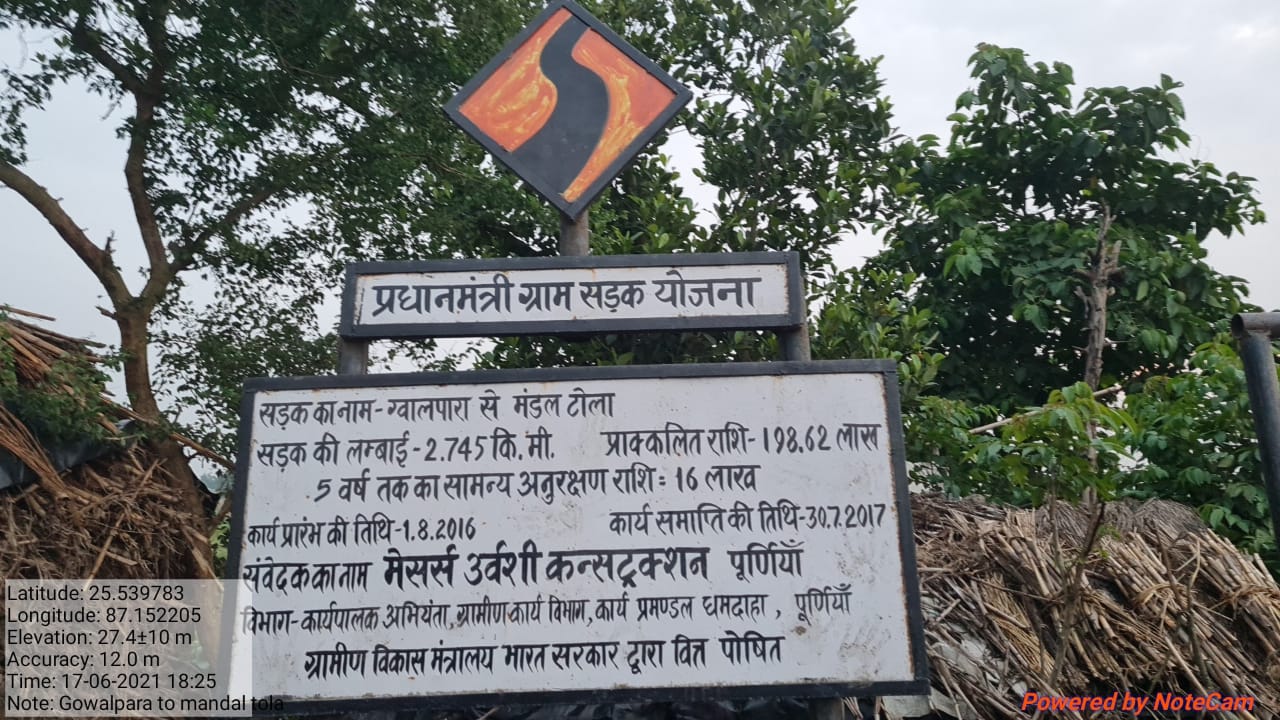 प्रधानमंत्री ग्राम सड़क योजना
सड़क का नाम-ग्वालपारा से मंडल टोला
सड़क की लम्बाई-2.745 कि.मी. प्राक्कलित राशि-198.62 लाख
5 वर्ष तक का सामन्य अनुरक्षण राशि: 16 लाख
कार्य प्रारंभ की तिथि-1.8.2016 कार्य समाप्ति की तिथि-30.7.2017
संवेदक का नाम मेसर्स उर्वशी कन्सट्रक्शन पूर्णियाँ
विभाग-कार्यपालक अभियंता, ग्रामीण कार्य विभाग, कार्य प्रमण्डल धमदाहा, पूर्णियाँ
ग्रामीण विकास मंत्रालय भारत सरकार द्वारा वित्त पोषित
Latitude: 25.539783
Longitude: 87.152205
Elevation: 27.4±10 m
Accuracy: 12.0 m
Time: 17-06-2021 18:25
Note: Gowalpara to mandal tola
Powered by NoteCam